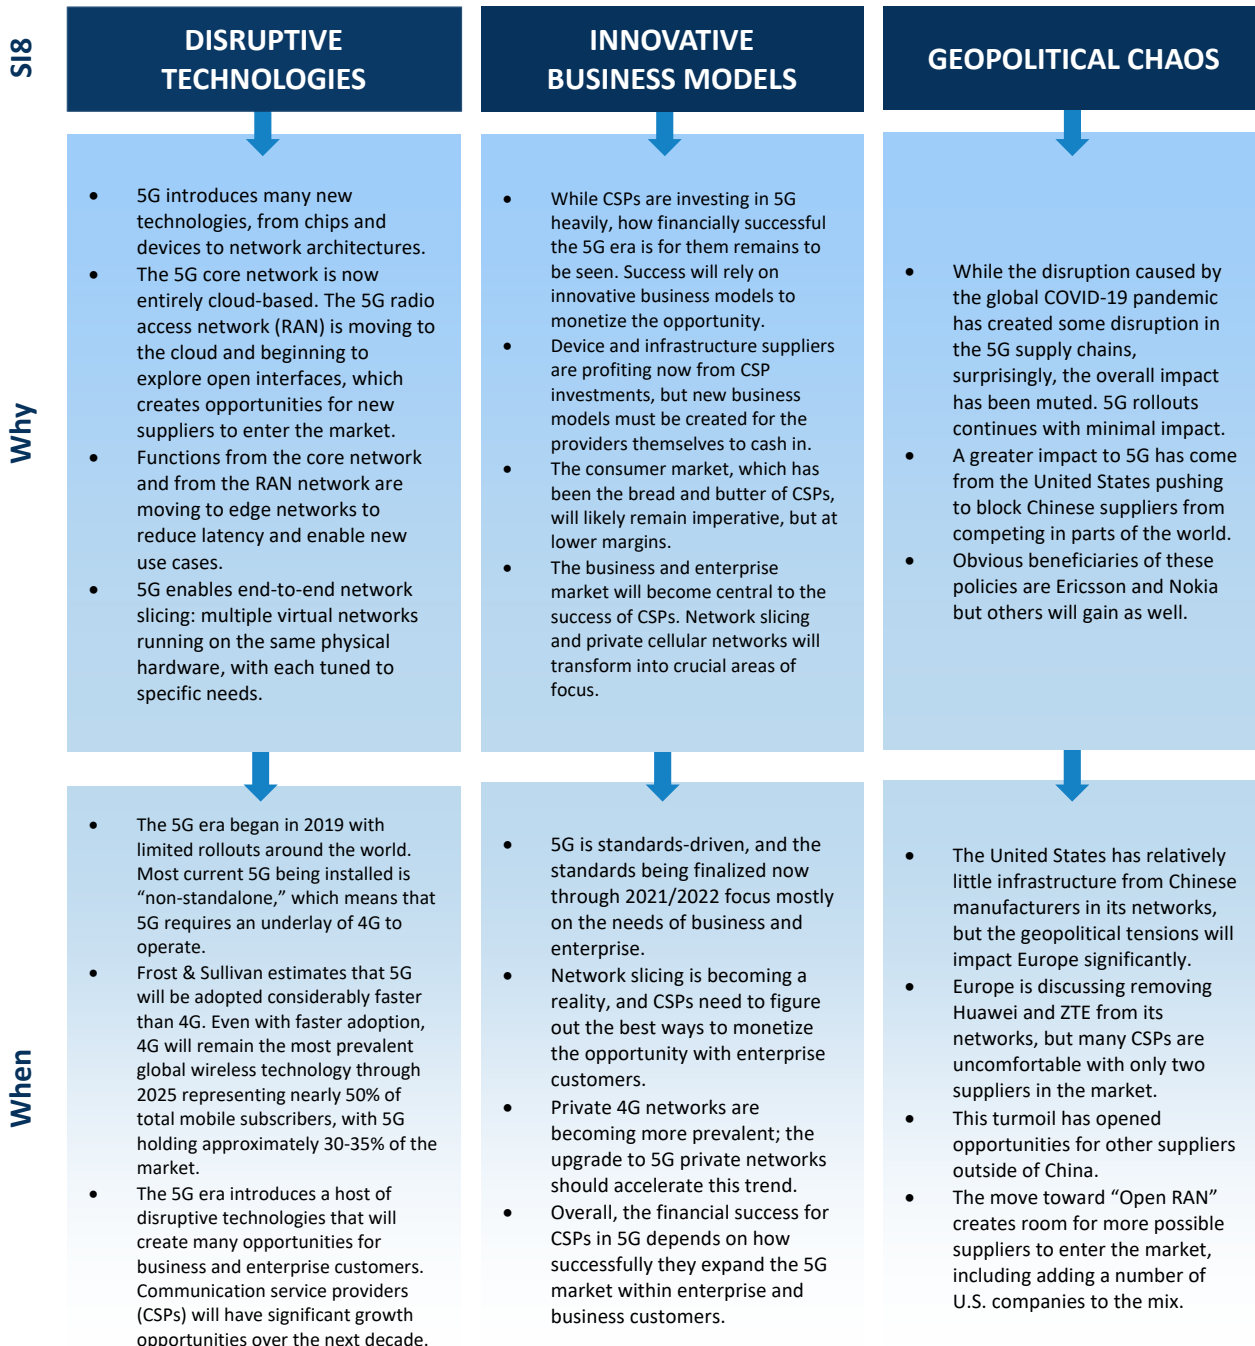 SI8
DISRUPTIVE
TECHNOLOGIES
INNOVATIVE
BUSINESS MODELS
GEOPOLITICAL CHAOS
Why
• 5G introduces many new
technologies, from chips and
devices to network architectures.
• The 5G core network is now
entirely cloud-based. The 5G radio
access network (RAN) is moving to
the cloud and beginning to
explore open interfaces, which
creates opportunities for new
suppliers to enter the market.
• Functions from the core network
and from the RAN network are
moving to edge networks to
reduce latency and enable new
use cases.
• 5G enables end-to-end network
slicing: multiple virtual networks
running on the same physical
hardware, with each tuned to
specific needs.
• While CSPs are investing in 5G
heavily, how financially successful
the 5G era is for them remains to
be seen. Success will rely on
innovative business models to
monetize the opportunity.
• Device and infrastructure suppliers
are profiting now from CSP
investments, but new business
models must be created for the
providers themselves to cash in.
• The consumer market, which has
been the bread and butter of CSPs,
will likely remain imperative, but at
lower margins.
• The business and enterprise
market will become central to the
success of CSPs. Network slicing
and private cellular networks will
transform into crucial areas of
focus.
• While the disruption caused by
the global COVID-19 pandemic
has created some disruption in
the 5G supply chains,
surprisingly, the overall impact
has been muted. 5G rollouts
continues with minimal impact.
• A greater impact to 5G has come
from the United States pushing
to block Chinese suppliers from
competing in parts of the world.
• Obvious beneficiaries of these
policies are Ericsson and Nokia
but others will gain as well.
When
• The 5G era began in 2019 with
limited rollouts around the world.
Most current 5G being installed is
“non-standalone,” which means that
5G requires an underlay of 4G to
operate.
• Frost & Sullivan estimates that 5G
will be adopted considerably faster
than 4G. Even with faster adoption,
4G will remain the most prevalent
global wireless technology through
2025 representing nearly 50% of
total mobile subscribers, with 5G
holding approximately 30-35% of the
market.
• The 5G era introduces a host of
disruptive technologies that will
create many opportunities for
business and enterprise customers.
Communication service providers
(CSPs) will have significant growth
opportunities over the next decade.
• 5G is standards-driven, and the
standards being finalized now
through 2021/2022 focus mostly
on the needs of business and
enterprise.
• Network slicing is becoming a
reality, and CSPs need to figure
out the best ways to monetize
the opportunity with enterprise
customers.
• Private 4G networks are
becoming more prevalent; the
upgrade to 5G private networks
should accelerate this trend.
• Overall, the financial success for
CSPs in 5G depends on how
successfully they expand the 5G
market within enterprise and
business customers.
• The United States has relatively
little infrastructure from Chinese
manufacturers in its networks,
but the geopolitical tensions will
impact Europe significantly.
• Europe is discussing removing
Huawei and ZTE from its
networks, but many CSPs are
uncomfortable with only two
suppliers in the market.
• This turmoil has opened
opportunities for other suppliers
outside of China.
• The move toward “Open RAN”
creates room for more possible
suppliers to enter the market,
including adding a number of
U.S. companies to the mix.